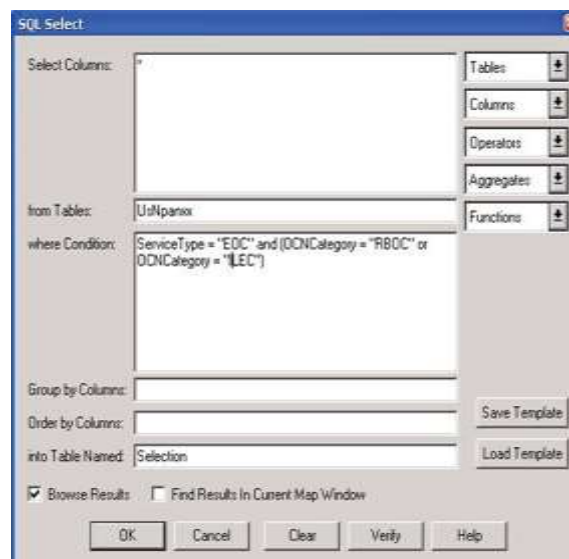 SQL Select
Select Columns:
*
Tables
Columns
Operators
Aggregates
from Tables:
UsNpanxx
Functions
where Condition:
ServiceType = "EOC" and (OCNCategory = "RBOC" or
OCNCategory = "ILEC")
Group by Columns:
Order by Columns:
Save Template
into Table Named:
Selection
Load Template
Browse Results
Find Results In Current Map Window
OK
Cancel
Clear
Verify
Help